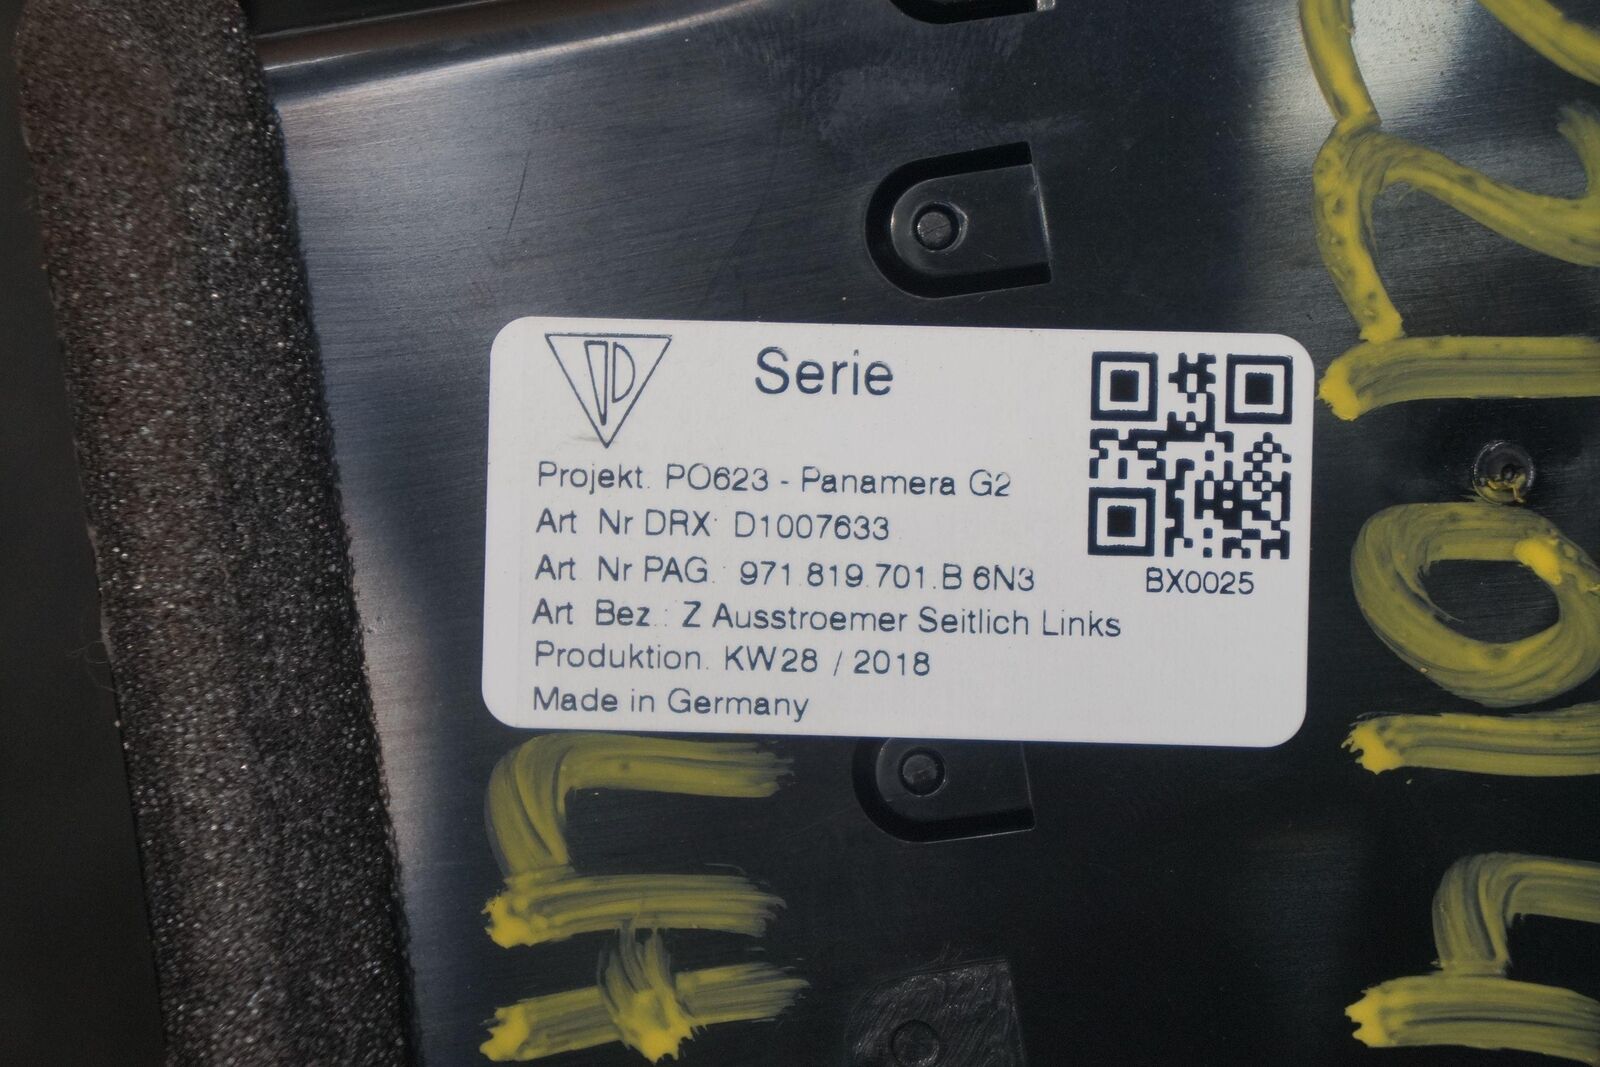 Serie
Projekt. PO623 - Panamera G2
Art Nr DRX: D1007633
Art. Nr PAG.: 971.819.701.B 6N3
Art Bez.: Z Ausstroemer Seitlich Links
Produktion. KW28 / 2018
Made in Germany
BX0025